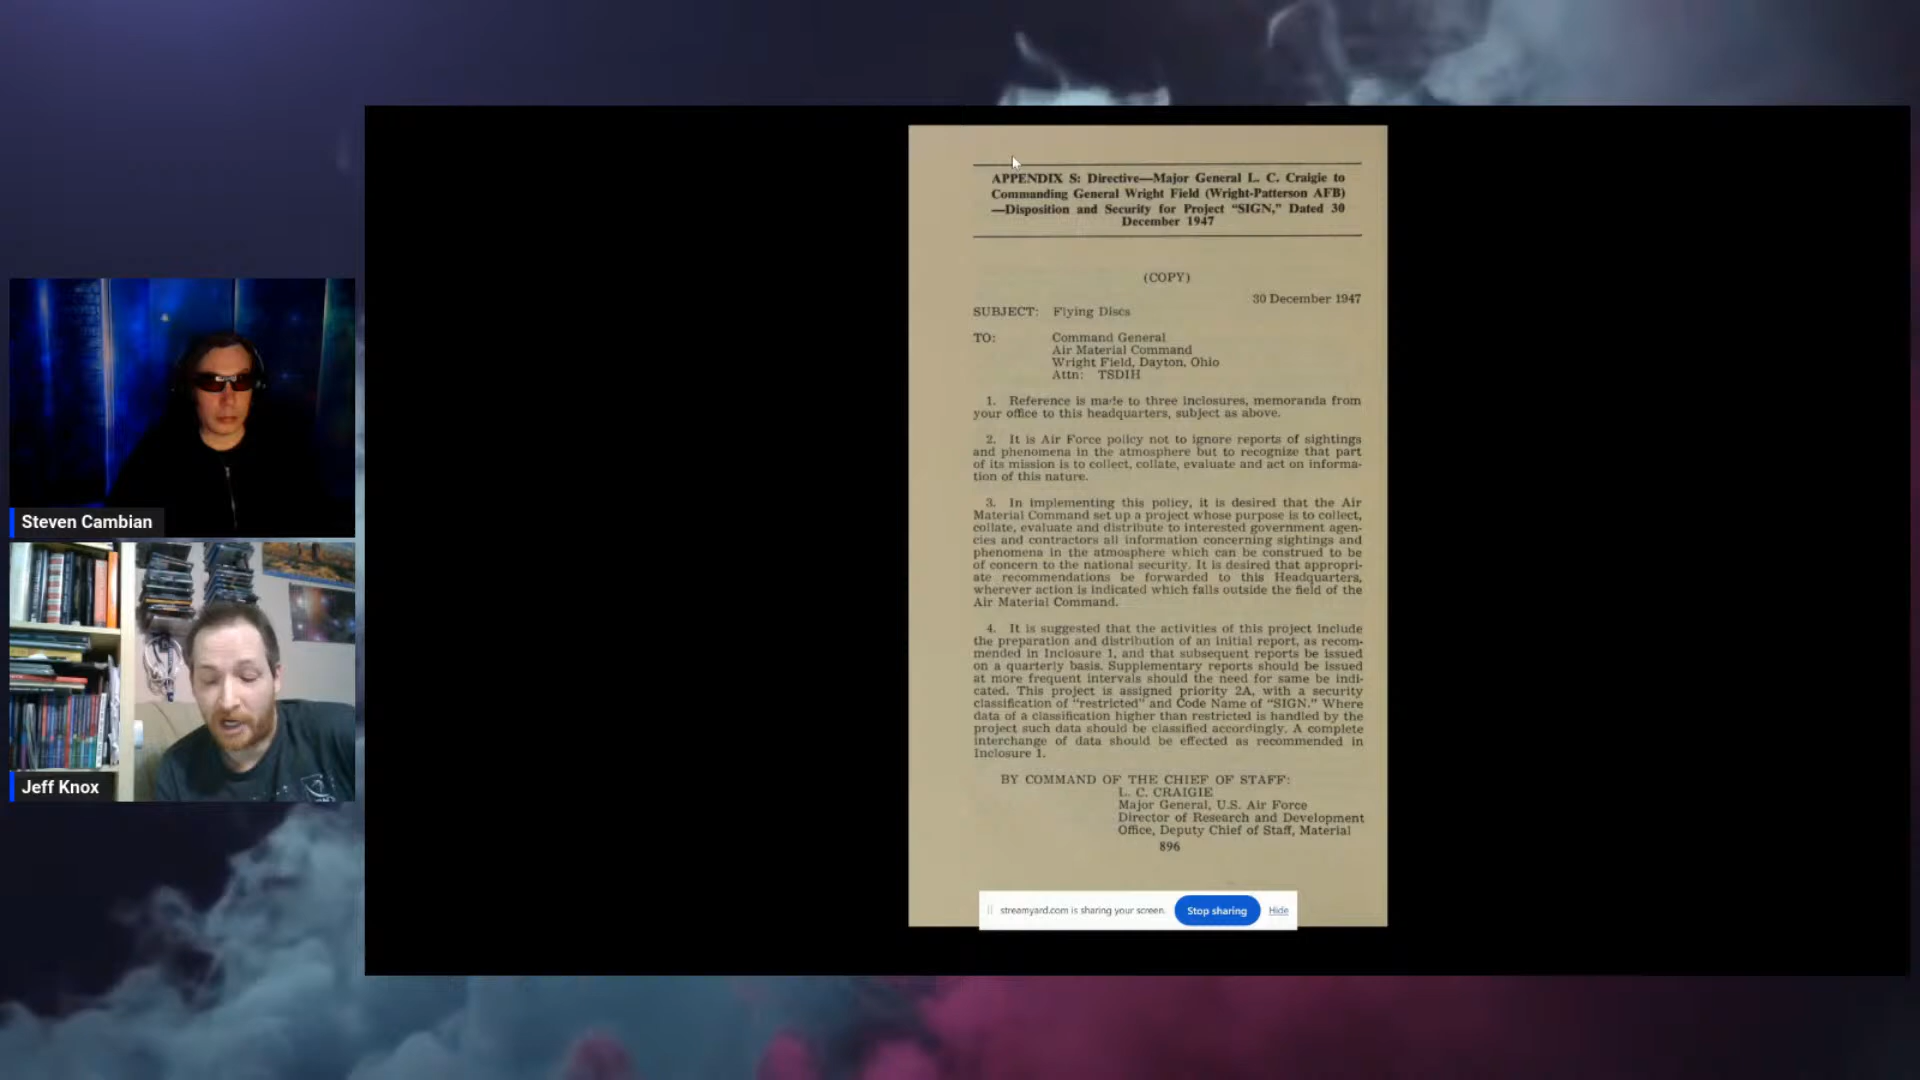 APPENDIX S: Directive—Major General L. C. Craigie to
Commanding General Wright Field (Wright-Patterson AFB)
—Disposition and Security for Project “SIGN,” Dated 30
December 1947
(COPY)
30 December 1947
SUBJECT: Flying Discs
TO: Command General
Air Material Command
Wright Field, Dayton, Ohio
Attn: TSDIH
1. Reference is made to three inclosures, memoranda from
your office to this headquarters, subject as above.
2. It is Air Force policy not to ignore reports of sightings
and phenomena in the atmosphere but to recognize that part
of its mission is to collect, collate, evaluate and act on informa-
tion of this nature.
3. In implementing this policy, it is desired that the Air
Material Command set up a project whose purpose is to collect,
collate, evaluate and distribute to interested government agen-
cies and contractors all information concerning sightings and
phenomena in the atmosphere which can be construed to be
of concern to the national security. It is desired that appropri-
ate recommendations be forwarded to this Headquarters,
wherever action is indicated which falls outside the field of the
Air Material Command.
4. It is suggested that the activities of this project include
the preparation and distribution of an initial report, as recom-
mended in Inclosure 1, and that subsequent reports be issued
on a quarterly basis. Supplementary reports should be issued
at more frequent intervals should the need for same be indi-
cated. This project is assigned priority 2A, with a security
classification of “restricted” and Code Name of “SIGN.” Where
data of a classification higher than restricted is handled by the
project such data should be classified accordingly. A complete
interchange of data should be effected as recommended in
Inclosure 1.
BY COMMAND OF THE CHIEF OF STAFF:
L. C. CRAIGIE
Major General, U.S. Air Force
Director of Research and Development
Office, Deputy Chief of Staff, Material
896
streamyard.com is sharing your screen.
Stop sharing
Hide
Steven Cambian
Jeff Knox